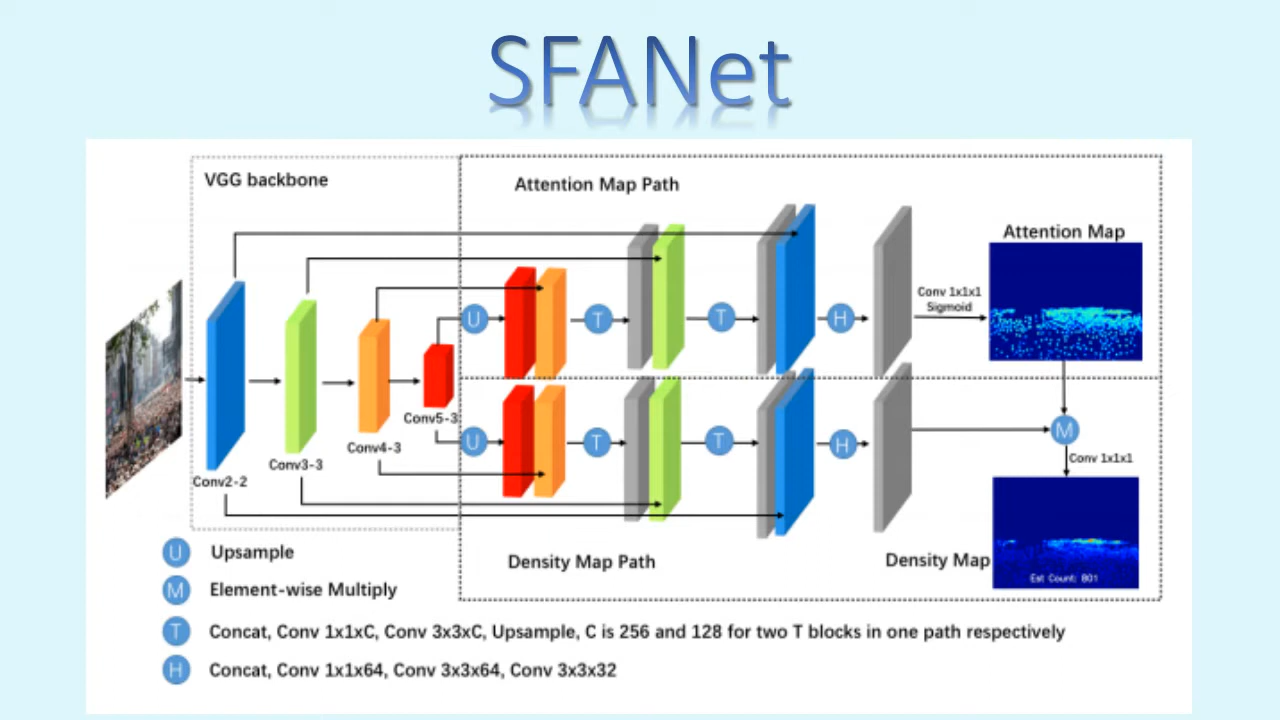 SFANet
VGG backbone
Attention Map Path
Attention Map
Conv 1x1x1
Sigmoid
U
T
T
H
Conv5-3
Conv4-3
Conv3-3
Conv2-2
U
T
T
H
M
Conv 1x1x1
Density Map Path
Density Map
Est Count: 801
U Upsample
M Element-wise Multiply
T Concat, Conv 1x1xC, Conv 3x3xC, Upsample, C is 256 and 128 for two T blocks in one path respectively
H Concat, Conv 1x1x64, Conv 3x3x64, Conv 3x3x32